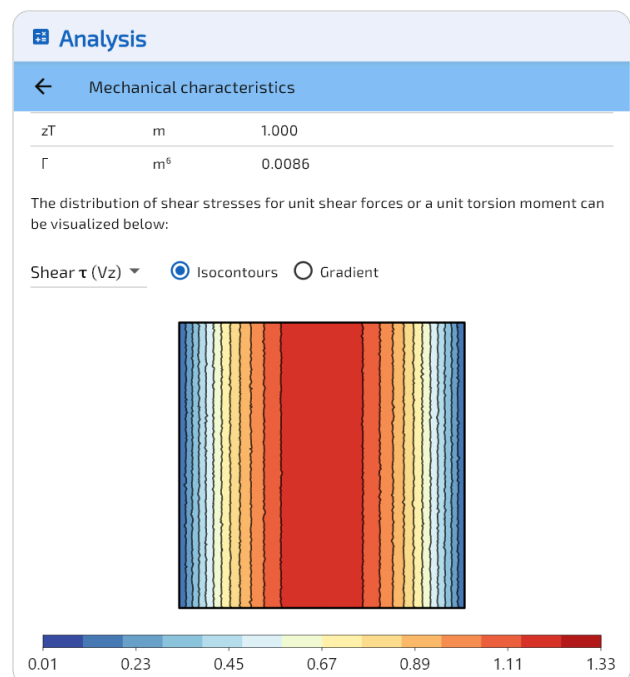 Analysis
Mechanical characteristics
zT m 1.000
Γ m⁶ 0.0086
The distribution of shear stresses for unit shear forces or a unit torsion moment can
be visualized below:
Shear τ (Vz) Isocontours Gradient
0.01 0.23 0.45 0.67 0.89 1.11 1.33